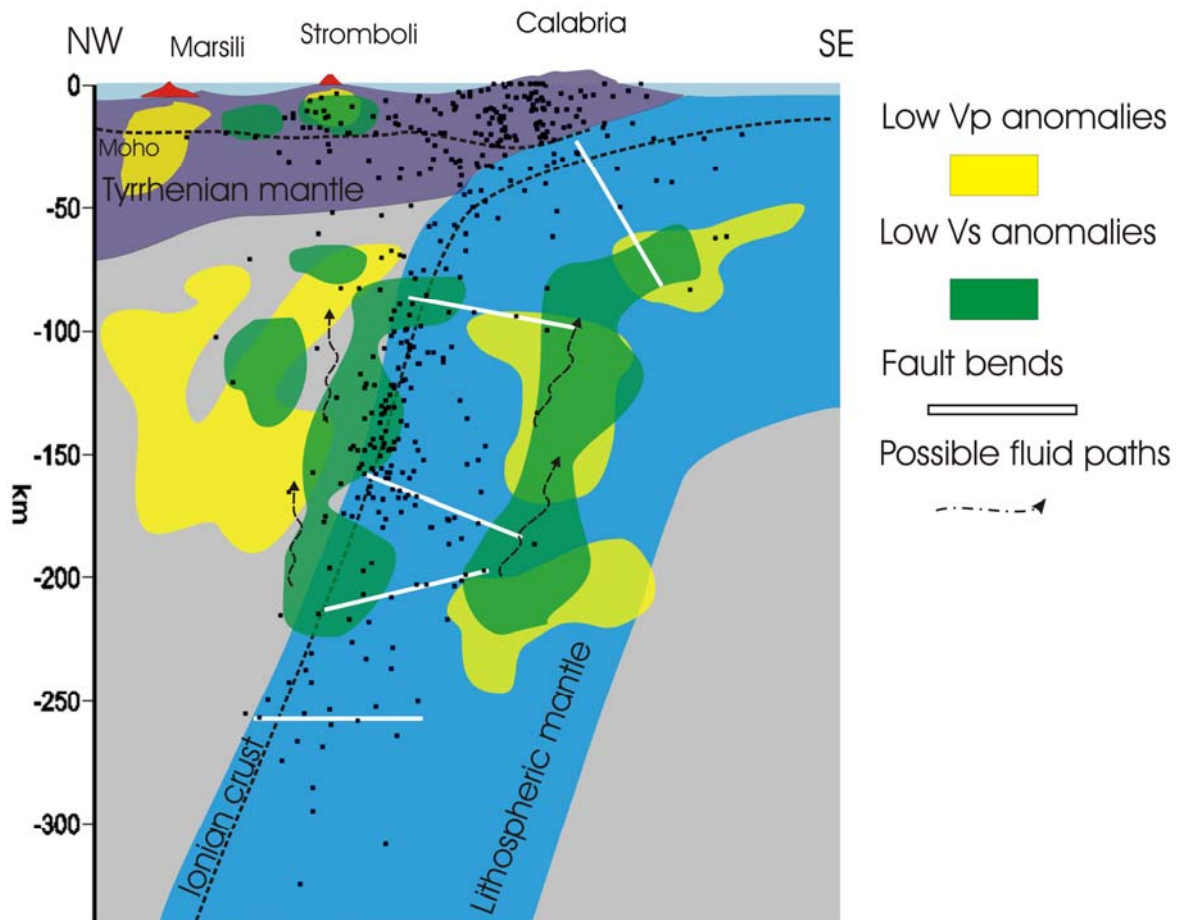 NW
Marsili
Stromboli
Calabria
SE
0
Moho
Tyrrhenian mantle
-50
-100
-150
km
-200
-250
-300
Ionian crust
Lithospheric mantle
Low Vp anomalies
Low Vs anomalies
Fault bends
Possible fluid paths